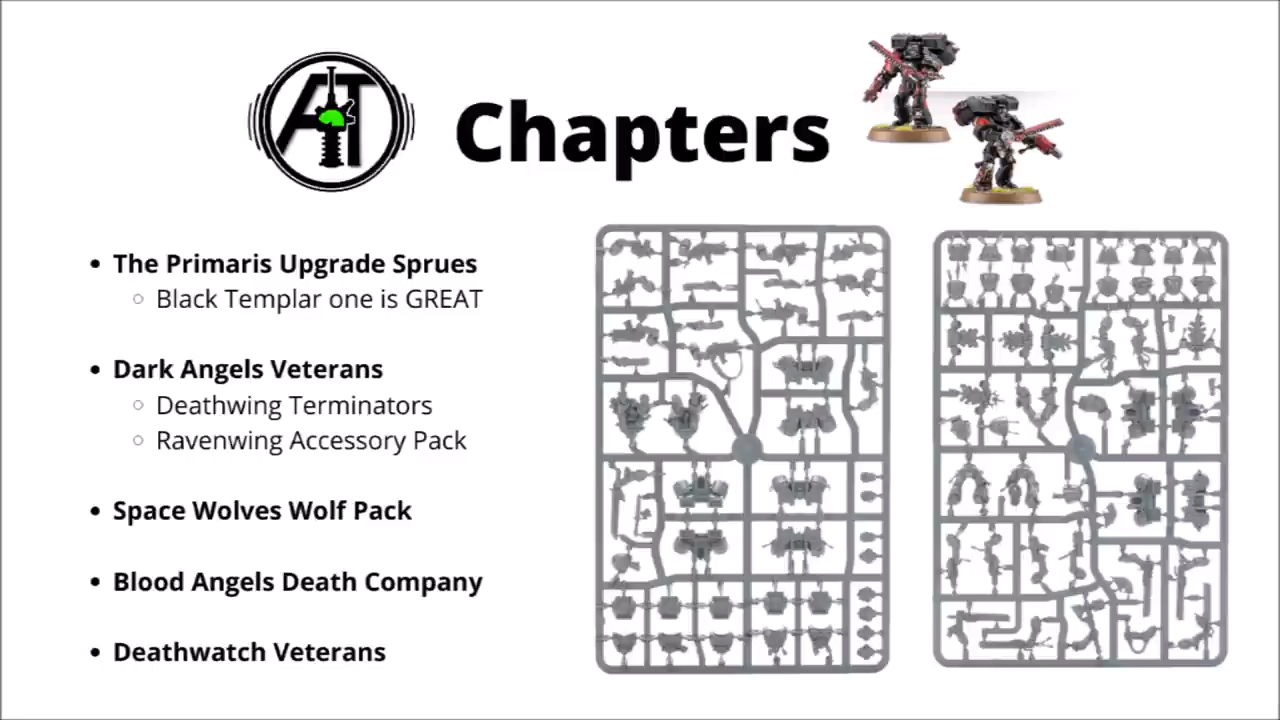 AT
Chapters
The Primaris Upgrade Sprues
Black Templar one is GREAT
Dark Angels Veterans
Deathwing Terminators
Ravenwing Accessory Pack
Space Wolves Wolf Pack
Blood Angels Death Company
Deathwatch Veterans